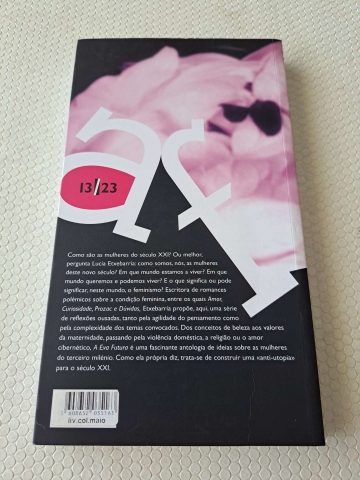 af
13//23
Como são as mulheres do século XXI? Ou melhor,
pergunta Lucía Etxebarria: como somos, nós, as mulheres
deste novo século? Em que mundo estamos a viver? Em que
mundo queremos e podemos viver? E o que significa ou pode
significar, neste mundo, o feminismo? Escritora de romances
polémicos sobre a condição feminina, entre os quais Amor,
Curiosidade, Prozac e Dúvidas, Etxebarria propõe, aqui, uma série
de reflexões ousadas, tanto pela agilidade do pensamento como
pela complexidade dos temas convocados. Dos conceitos de beleza aos valores
da maternidade, passando pela violência doméstica, a religião ou o amor
cibernético, A Eva Futura é uma fascinante antologia de ideias sobre as mulheres
do terceiro milénio. Como ela própria diz, trata-se de construir uma «anti-utopia»
para o século XXI.
liv.col.maio